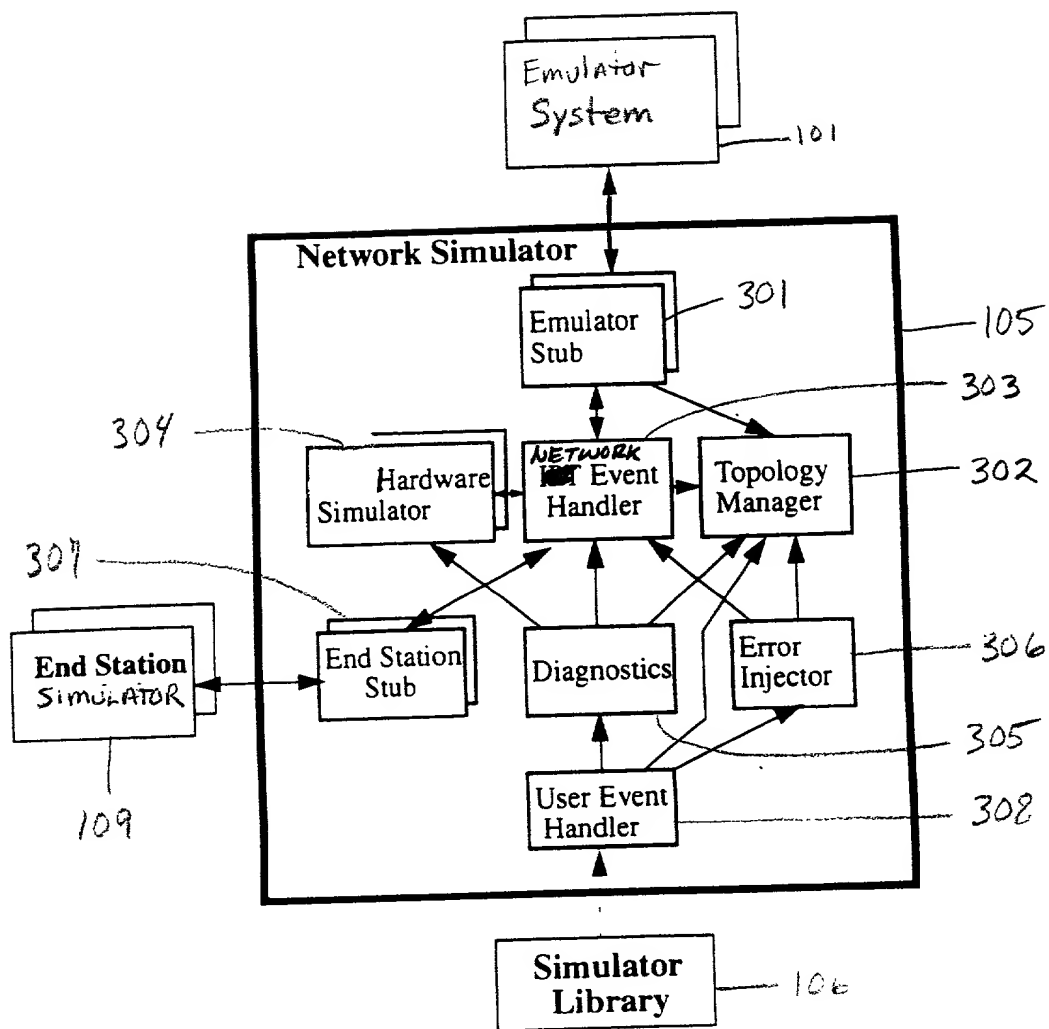 Emulator
System
101
Network Simulator
301
Emulator
Stub
105
303
304
NETWORK
Event
Handler
Hardware
Simulator
Topology
Manager
302
307
End Station
SIMULATOR
End Station
Stub
Diagnostics
Error
Injector
306
305
109
User Event
Handler
308
Simulator
Library
106